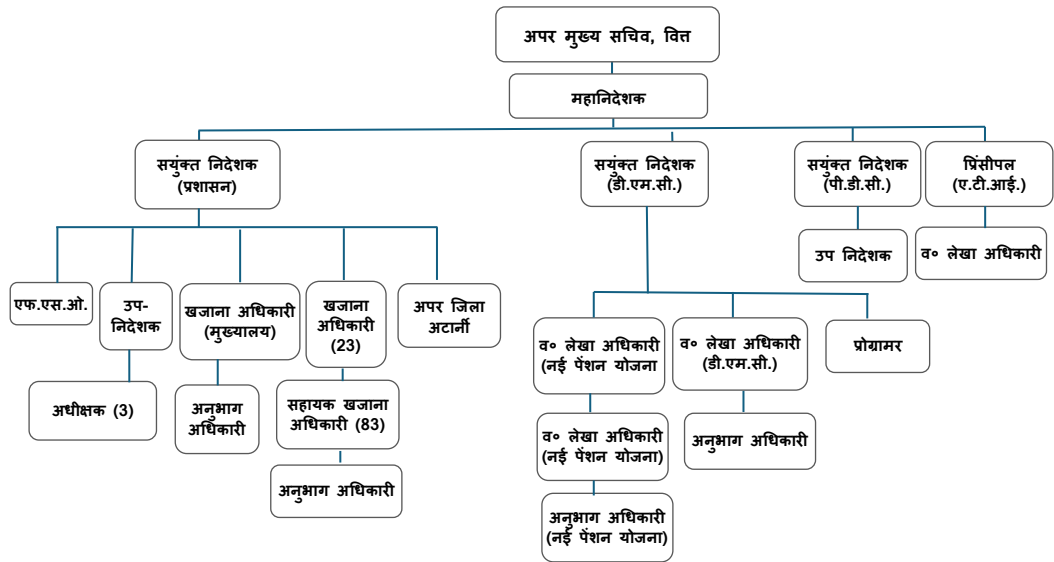 अपर मुख्य सचिव, वित्त
महानिदेशक
सयुंक्त निदेशक
(प्रशासन)
सयुंक्त निदेशक
(डी.एम.सी.)
सयुंक्त निदेशक
(पी.डी.सी.)
प्रिंसीपल
(ए.टी.आई.)
उप निदेशक
व० लेखा अधिकारी
एफ.एस.ओ.
उप-
निदेशक
खजाना अधिकारी
(मुख्यालय)
खजाना
अधिकारी
(23)
अपर जिला
अटार्नी
व० लेखा अधिकारी
(नई पेंशन योजना
व० लेखा अधिकारी
(डी.एम.सी.)
प्रोग्रामर
अधीक्षक (3)
अनुभाग
अधिकारी
सहायक खजाना
अधिकारी (83)
व० लेखा अधिकारी
(नई पेंशन योजना)
अनुभाग अधिकारी
अनुभाग अधिकारी
अनुभाग अधिकारी
(नई पेंशन योजना)